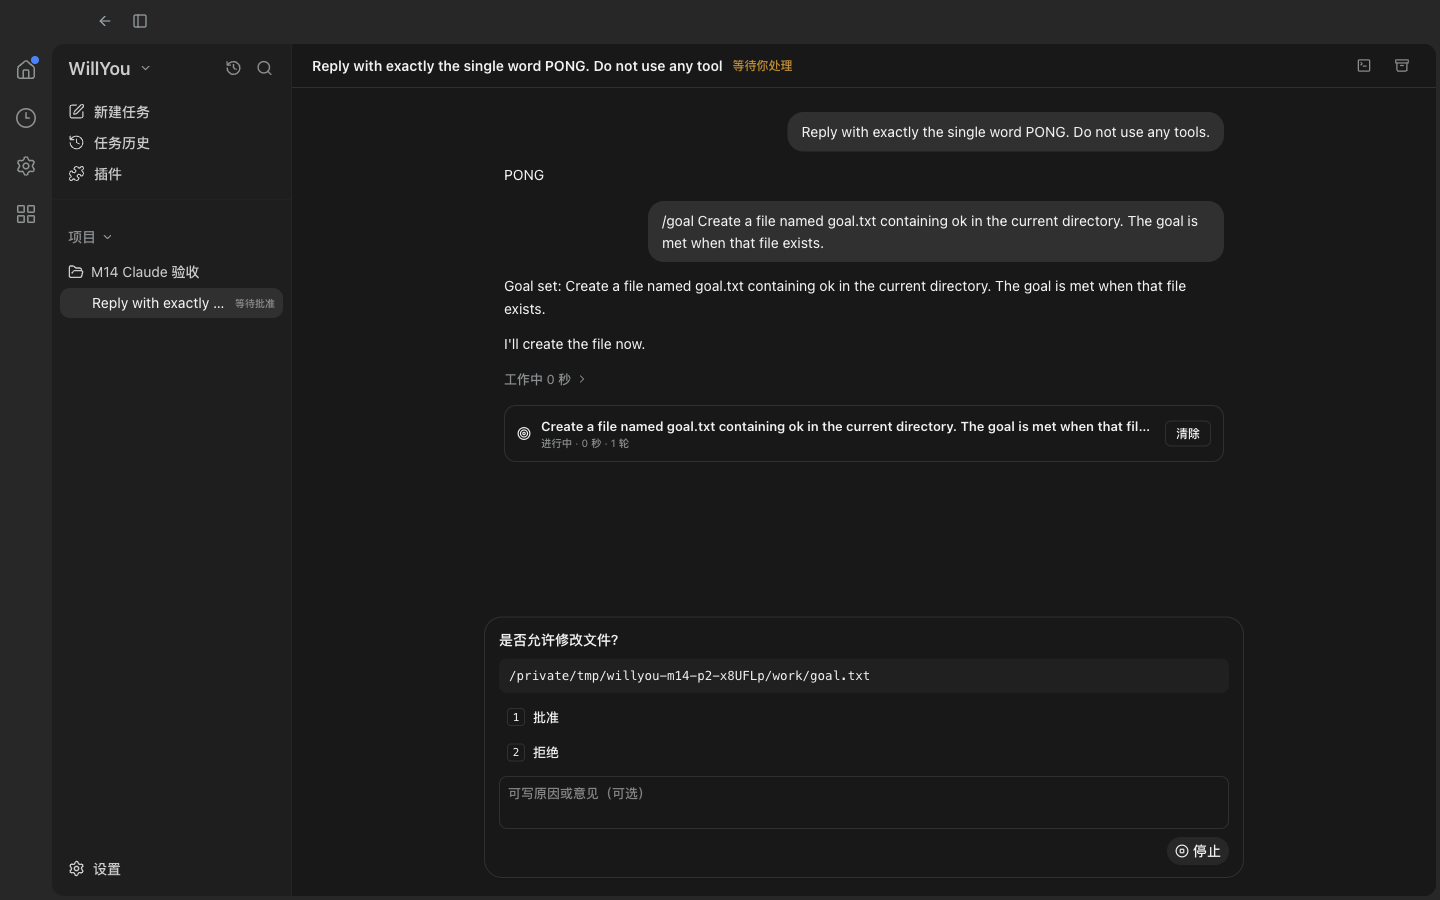 WillYou
新建任务
任务历史
插件
项目
M14 Claude 验收
Reply with exactly ... 等待批准
设置
Reply with exactly the single word PONG. Do not use any tool 等待你处理
Reply with exactly the single word PONG. Do not use any tools.
PONG
/goal Create a file named goal.txt containing ok in the current directory. The goal is
met when that file exists.
Goal set: Create a file named goal.txt containing ok in the current directory. The goal is met when that file
exists.
I'll create the file now.
工作中 0 秒
Create a file named goal.txt containing ok in the current directory. The goal is met when that fil...
进行中 · 0 秒 · 1 轮
清除
是否允许修改文件?
/private/tmp/willyou-m14-p2-x8UFLp/work/goal.txt
1 批准
2 拒绝
可写原因或意见（可选）
停止